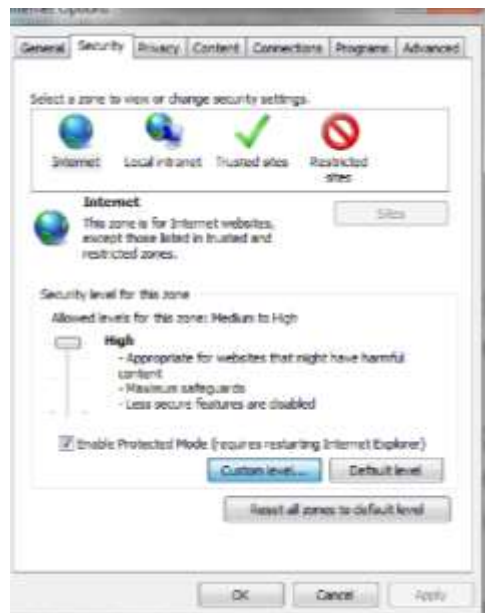 Internet Options
General Security Privacy Content Connections Programs Advanced
Select a zone to view or change security settings.
Internet Local intranet Trusted sites Restricted
sites
Internet
Sites
This zone is for Internet websites,
except those listed in trusted and
restricted zones.
Security level for this zone
Allowed levels for this zone: Medium to High
High
- Appropriate for websites that might have harmful
content
- Maximum safeguards
- Less secure features are disabled
Enable Protected Mode (requires restarting Internet Explorer)
Custom level... Default level
Reset all zones to default level
OK Cancel Apply